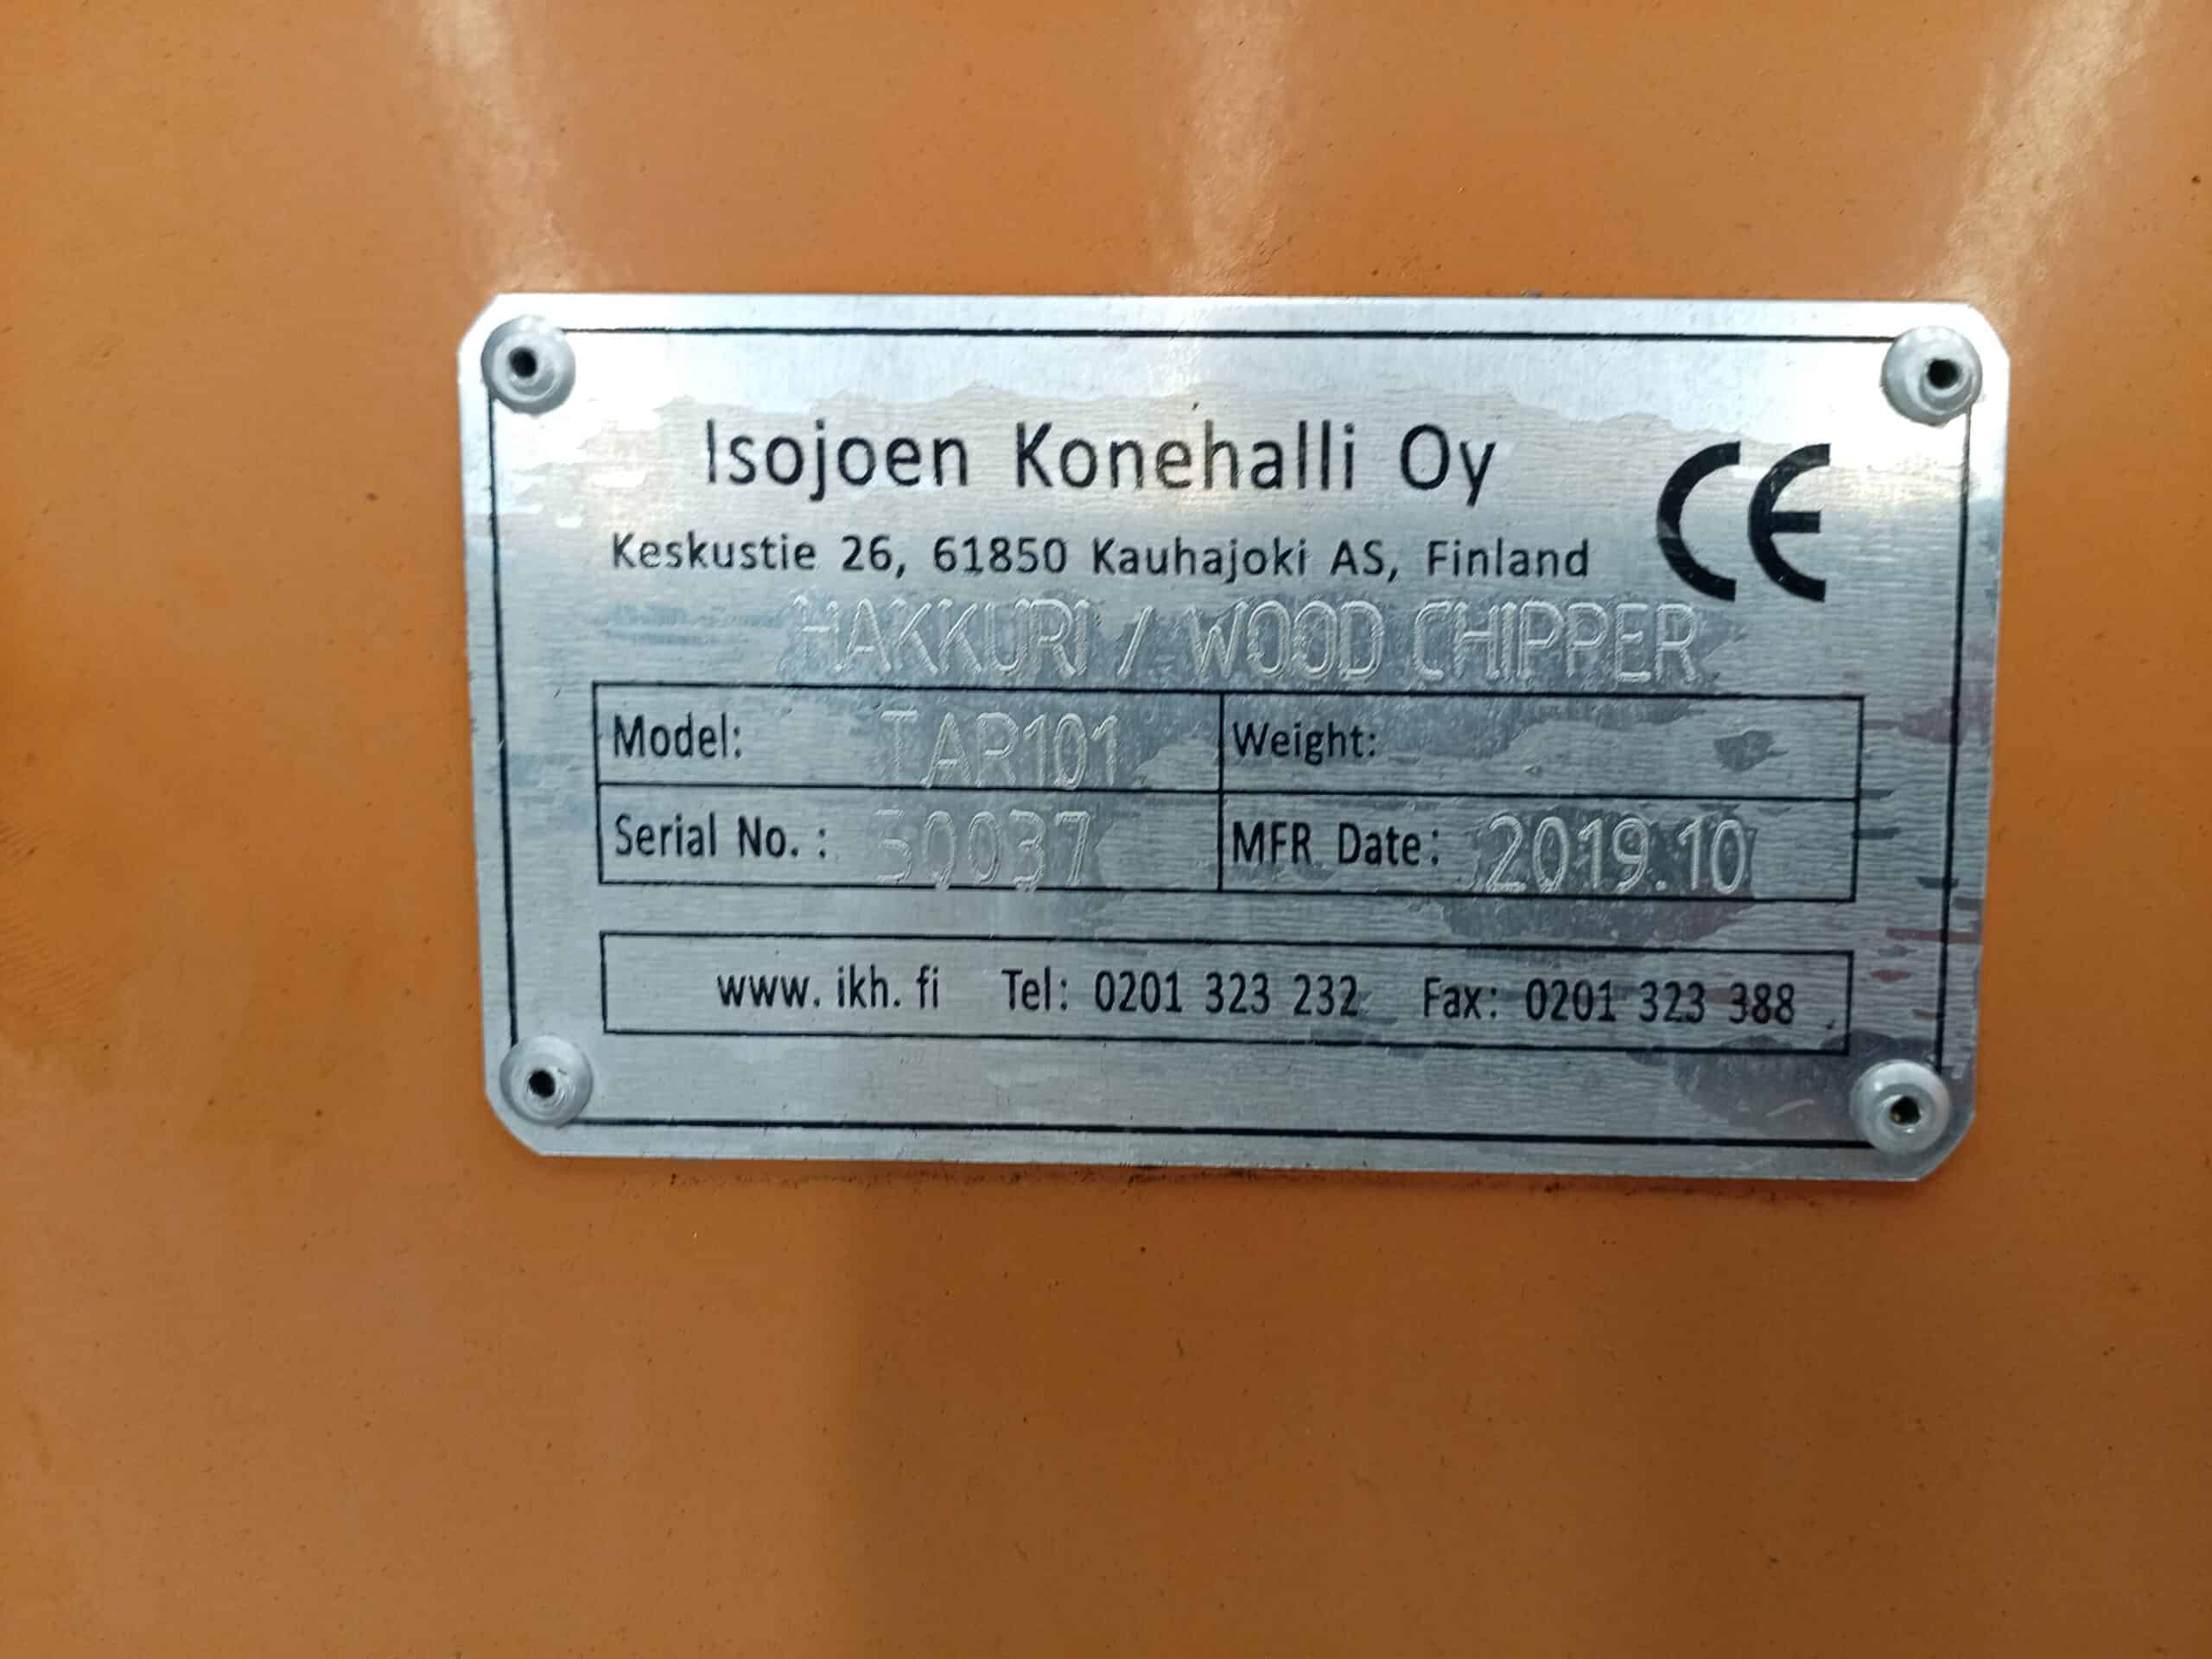 Isojoen Konehalli Oy
CE
Keskustie 26, 61850 Kauhajoki AS, Finland
HAKKURI / WOOD CHIPPER
Model: TAR101 Weight:
Serial No. : 50037 MFR Date: 2019.10
www. ikh. fi Tel: 0201 323 232 Fax: 0201 323 388